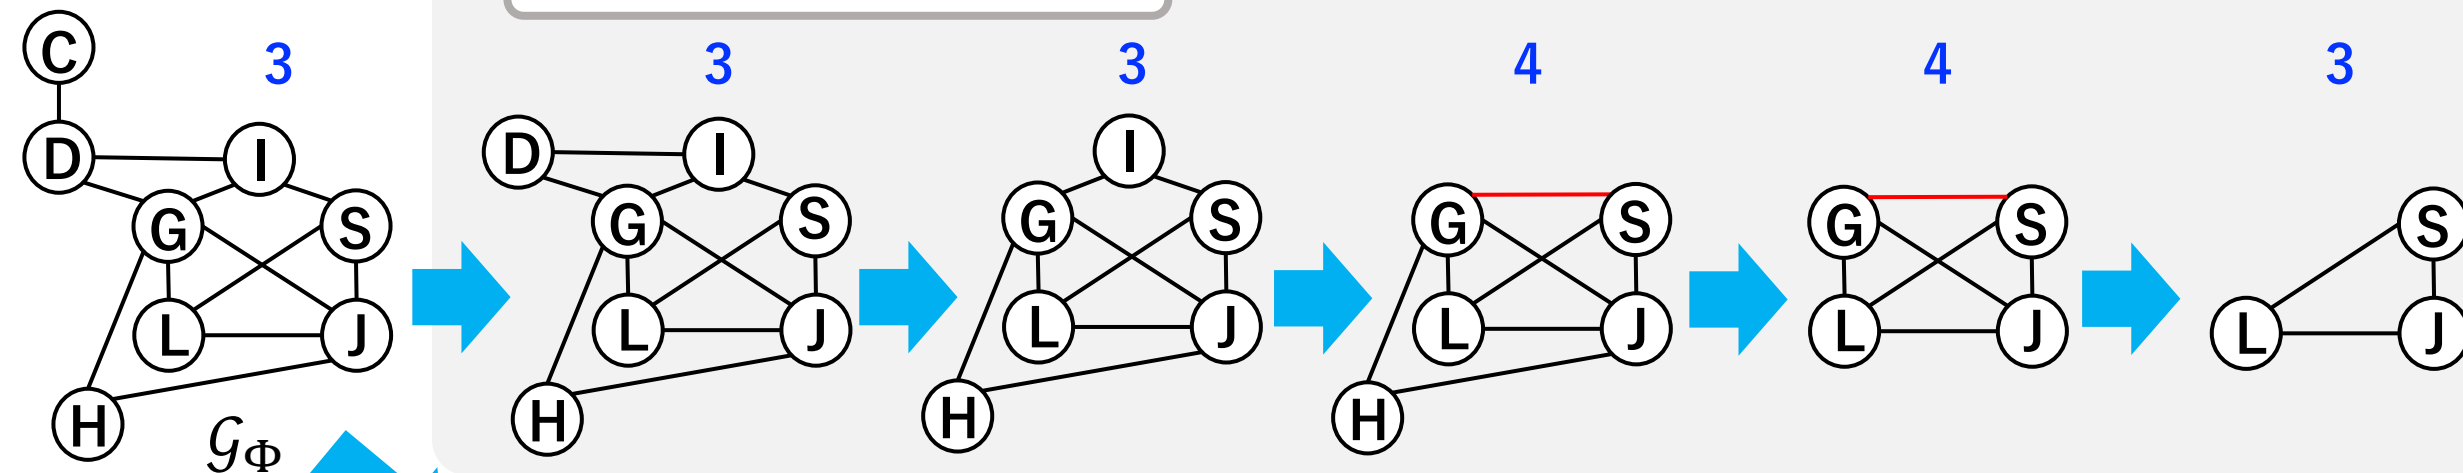 C
3 3 3 4 4 3
D I D I I
G S G S G S G S G S S
L J L J L J L J L J L J
H H H H
𝒢Φ